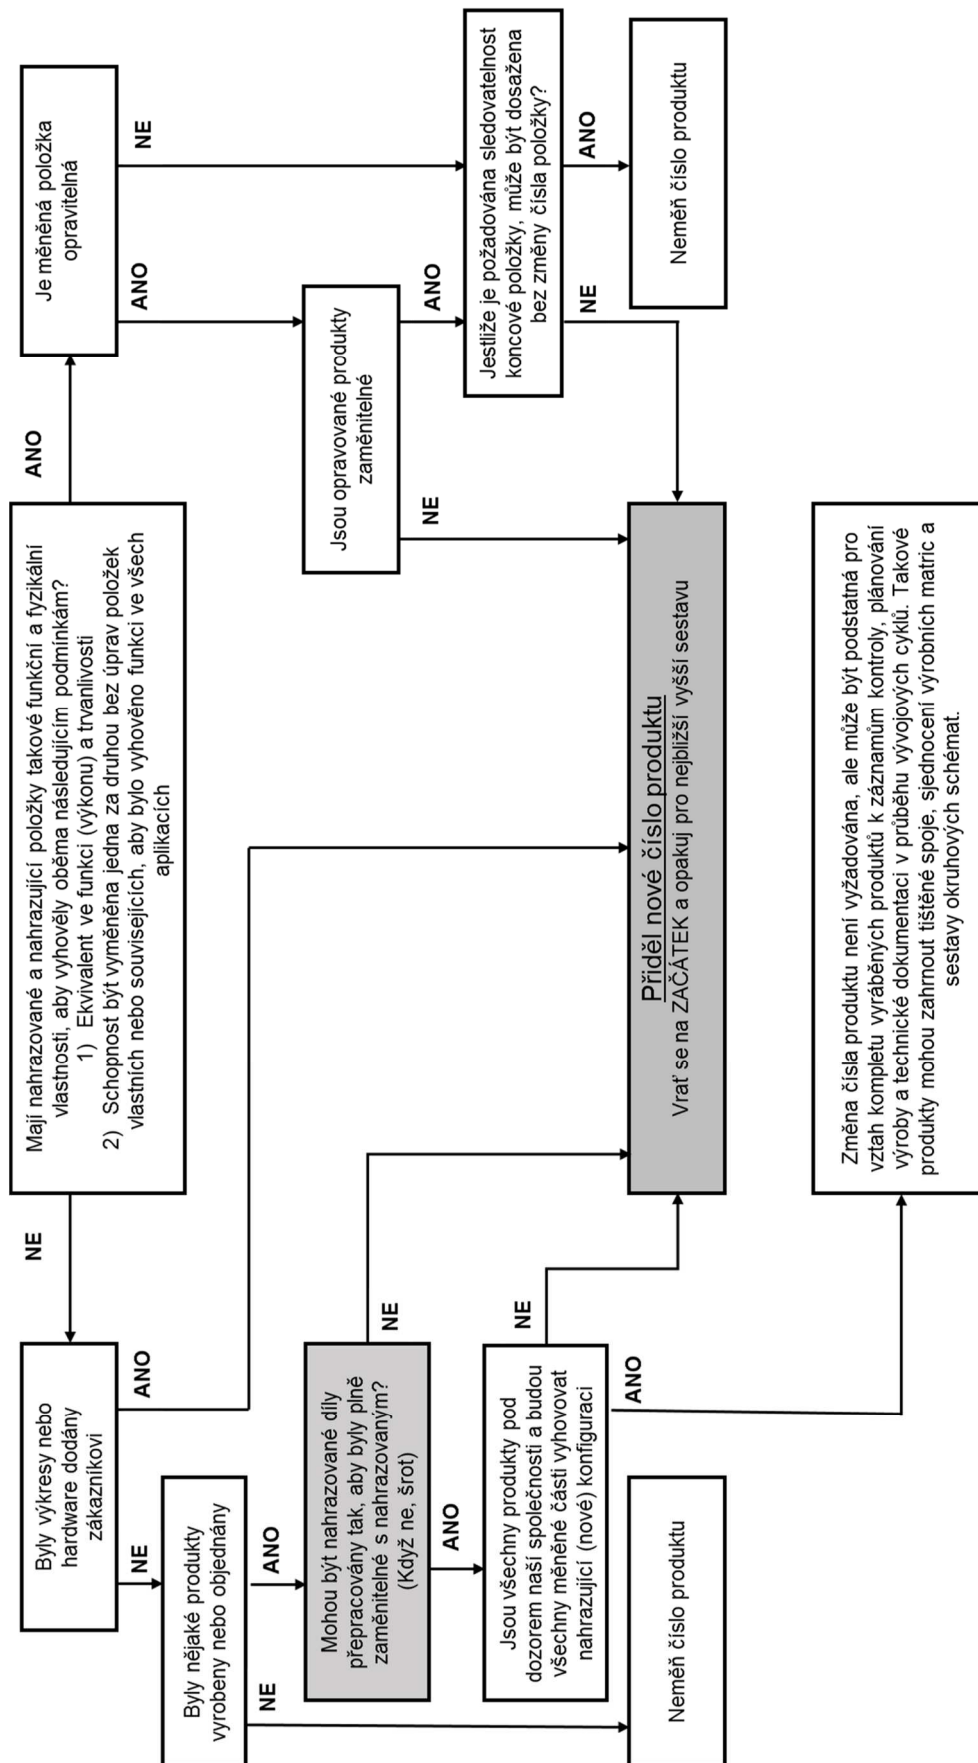 Mají nahrazované a nahrazující položky takové funkční a fyzikální
vlastnosti, aby vyhověly oběma následujícím podmínkám?
1) Ekvivalent ve funkci (výkonu) a trvanlivosti
2) Schopnost být vyměněna jedna za druhou bez úprav položek
vlastních nebo souvisejících, aby bylo vyhověno funkci ve všech
aplikacích
NE
ANO
Byly výkresy nebo
hardware dodány
zákazníkovi
NE
ANO
Je měněná položka
opravitelná
ANO
NE
Byly nějaké produkty
vyrobeny nebo objednány
NE
ANO
Mohou být nahrazované díly
přepracovány tak, aby byly plně
zaměnitelné s nahrazovaným?
(Když ne, šrot)
ANO
NE
Jsou opravované produkty
zaměnitelné
NE
ANO
Jsou všechny produkty pod
dozorem naší společnosti a budou
všechny měněné části vyhovovat
nahrazující (nové) konfiguraci
NE
ANO
Jestliže je požadována sledovatelnost
koncové položky, může být dosažena
bez změny čísla položky?
NE
ANO
Neměň číslo produktu
Přiděl nové číslo produktu
Vrať se na ZAČÁTEK a opakuj pro nejbližší vyšší sestavu
Neměň číslo produktu
Změna čísla produktu není vyžadována, ale může být podstatná pro
vztah kompletu vyráběných produktů k záznamům kontroly, plánování
výroby a technické dokumentaci v průběhu vývojových cyklů. Takové
produkty mohou zahrnout tištěné spoje, sjednocení výrobních matric a
sestavy okruhových schémat.